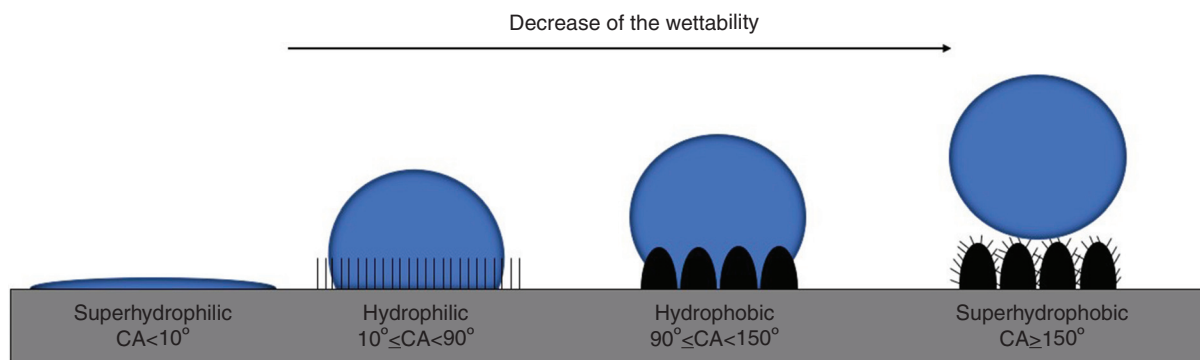 Decrease of the wettability
Superhydrophilic
CA<10°
Hydrophilic
10°≤CA<90°
Hydrophobic
90°≤CA<150°
Superhydrophobic
CA≥150°